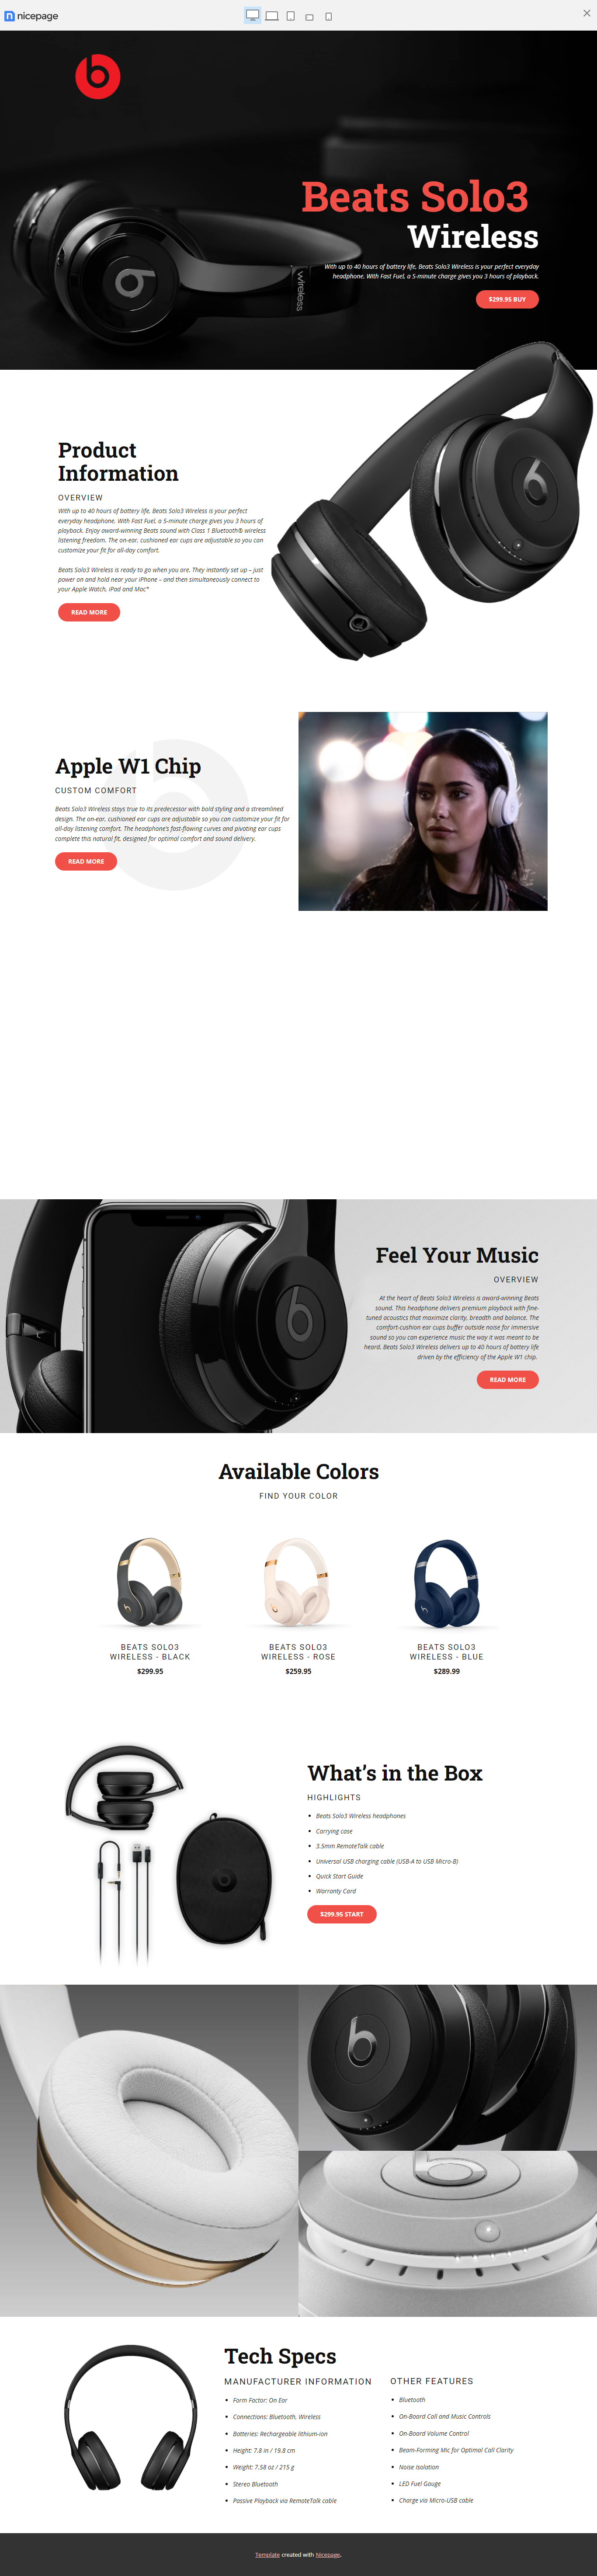 nicepage
Beats Solo3
Wireless
With up to 40 hours of battery life, Beats Solo3 Wireless is your perfect everyday
headphone. With Fast Fuel, a 5-minute charge gives you 3 hours of playback.
$299.95 BUY
wireless
Product
Information
OVERVIEW
With up to 40 hours of battery life, Beats Solo3 Wireless is your perfect
everyday headphone. With Fast Fuel, a 5-minute charge gives you 3 hours of
playback. Enjoy award-winning Beats sound with Class 1 Bluetooth® wireless
listening freedom. The on-ear, cushioned ear cups are adjustable so you can
customize your fit for all-day comfort.
Beats Solo3 Wireless is ready to go when you are. They instantly set up – just
power on and hold near your iPhone – and then simultaneously connect to
your Apple Watch, iPad and Mac*
READ MORE
Apple W1 Chip
CUSTOM COMFORT
Beats Solo3 Wireless stays true to its predecessor with bold styling and a streamlined
design. The on-ear, cushioned ear cups are adjustable so you can customize your fit for
all-day listening comfort. The headphone's fast-flowing curves and pivoting ear cups
complete this natural fit, designed for optimal comfort and sound delivery.
READ MORE
Feel Your Music
OVERVIEW
At the heart of Beats Solo3 Wireless is award-winning Beats
sound. This headphone delivers premium playback with fine-
tuned acoustics that maximize clarity, breadth and balance. The
comfort-cushion ear cups buffer outside noise for immersive
sound so you can experience music the way it was meant to be
heard. Beats Solo3 Wireless delivers up to 40 hours of battery life
driven by the efficiency of the Apple W1 chip.
READ MORE
Available Colors
FIND YOUR COLOR
BEATS SOLO3
WIRELESS - BLACK
$299.95
BEATS SOLO3
WIRELESS - ROSE
$259.95
BEATS SOLO3
WIRELESS - BLUE
$289.99
What's in the Box
HIGHLIGHTS
• Beats Solo3 Wireless headphones
• Carrying case
• 3.5mm RemoteTalk cable
• Universal USB charging cable (USB-A to USB Micro-B)
• Quick Start Guide
• Warranty Card
$299.95 START
Tech Specs
MANUFACTURER INFORMATION
• Form Factor: On Ear
• Connections: Bluetooth, Wireless
• Batteries: Rechargeable lithium-ion
• Height: 7.8 in / 19.8 cm
• Weight: 7.58 oz / 215 g
• Stereo Bluetooth
• Passive Playback via RemoteTalk cable
OTHER FEATURES
• Bluetooth
• On-Board Call and Music Controls
• On-Board Volume Control
• Beam-Forming Mic for Optimal Call Clarity
• Noise Isolation
• LED Fuel Gauge
• Charge via Micro-USB cable
Template created with Nicepage.